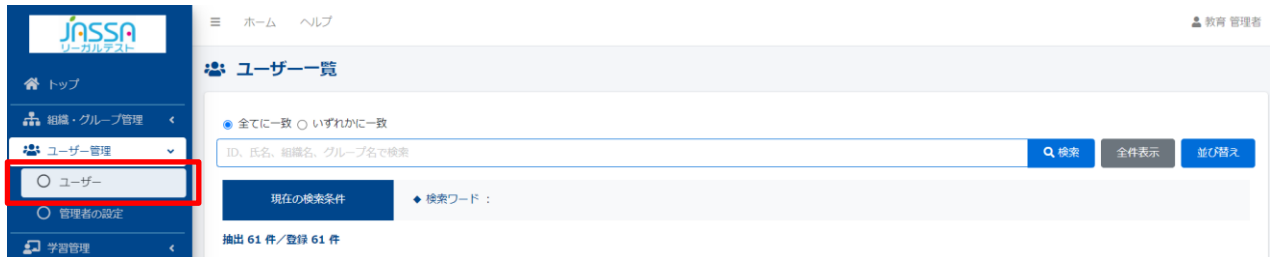 JASSA
リーガルテスト
トップ
組織・グループ管理
ユーザー管理
ユーザー
管理者の設定
学習管理
ホーム ヘルプ
教育 管理者
ユーザー一覧
全てに一致 いずれかに一致
ID、氏名、組織名、グループ名で検索
検索 全件表示 並び替え
現在の検索条件 ◆ 検索ワード :
抽出 61 件/登録 61 件